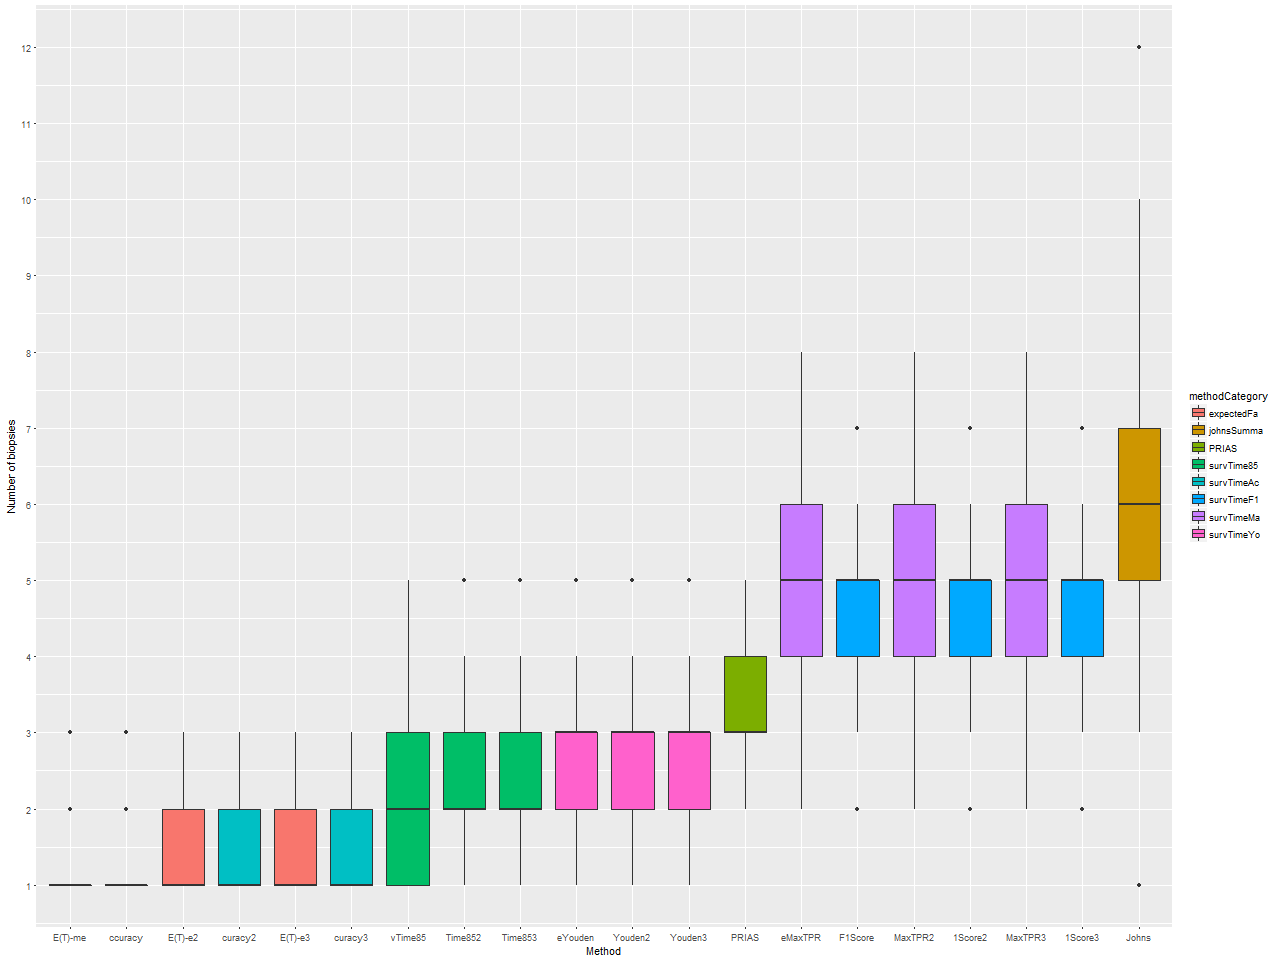 12
11
10
9
8
7
6
5
4
3
2
1
Number of biopsies
E(T)-me ccuracy E(T)-e2 curacy2 E(T)-e3 curacy3 vTime85 Time852 Time853 eYouden Youden2 Youden3 PRIAS eMaxTPR F1Score MaxTPR2 1Score2 MaxTPR3 1Score3 Johns
Method
methodCategory
expectedFa
johnsSumma
PRIAS
survTime85
survTimeAc
survTimeF1
survTimeMa
survTimeYo